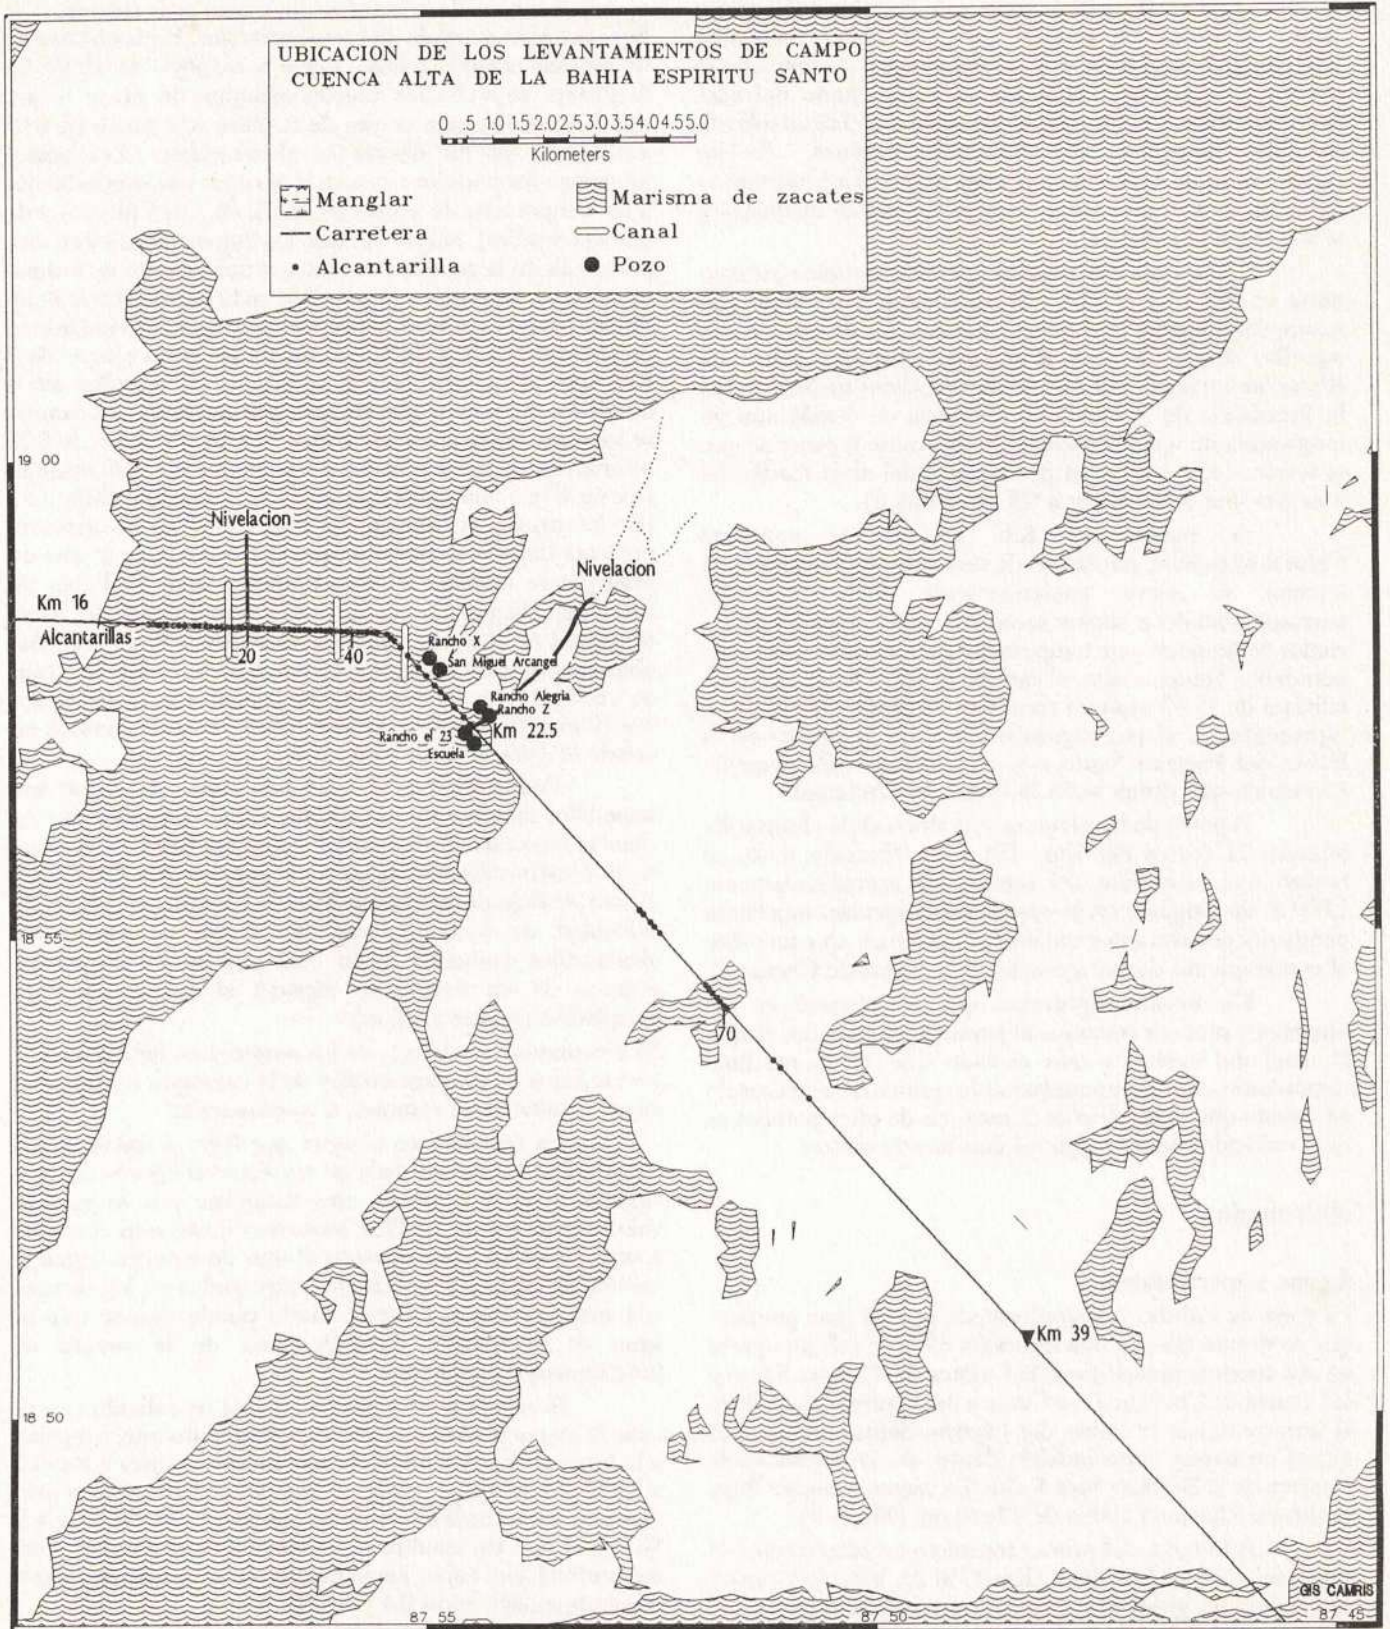 UBICACION DE LOS LEVANTAMIENTOS DE CAMPO
CUENCA ALTA DE LA BAHIA ESPIRITU SANTO
0 .5 1.0 1.5 2.0 2.5 3.0 3.5 4.0 4.5 5.0
Kilometers
Manglar
Marisma de zacates
Carretera
Canal
Alcantarilla
Pozo
19 00
Nivelacion
Nivelacion
Km 16
Alcantarillas
20
40
Rancho X
San Miguel Arcangel
Rancho Alegria
Rancho Z
Km 22.5
Rancho el 23
Escuela
18 55
70
Km 39
18 50
GIS CAMRIS
87 55
87 50
87 45